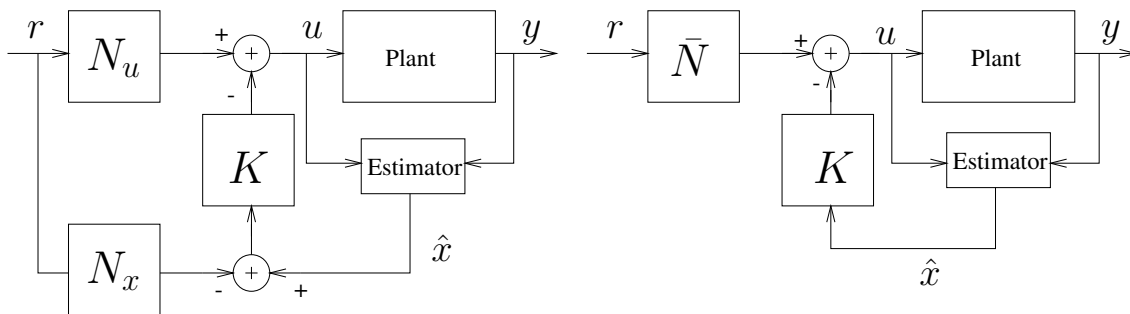 r
N_u
+
+
-
u
Plant
y
K
Estimator
N_x
-
+
+
x̂
r
N̄
+
+
-
u
Plant
y
K
Estimator
x̂